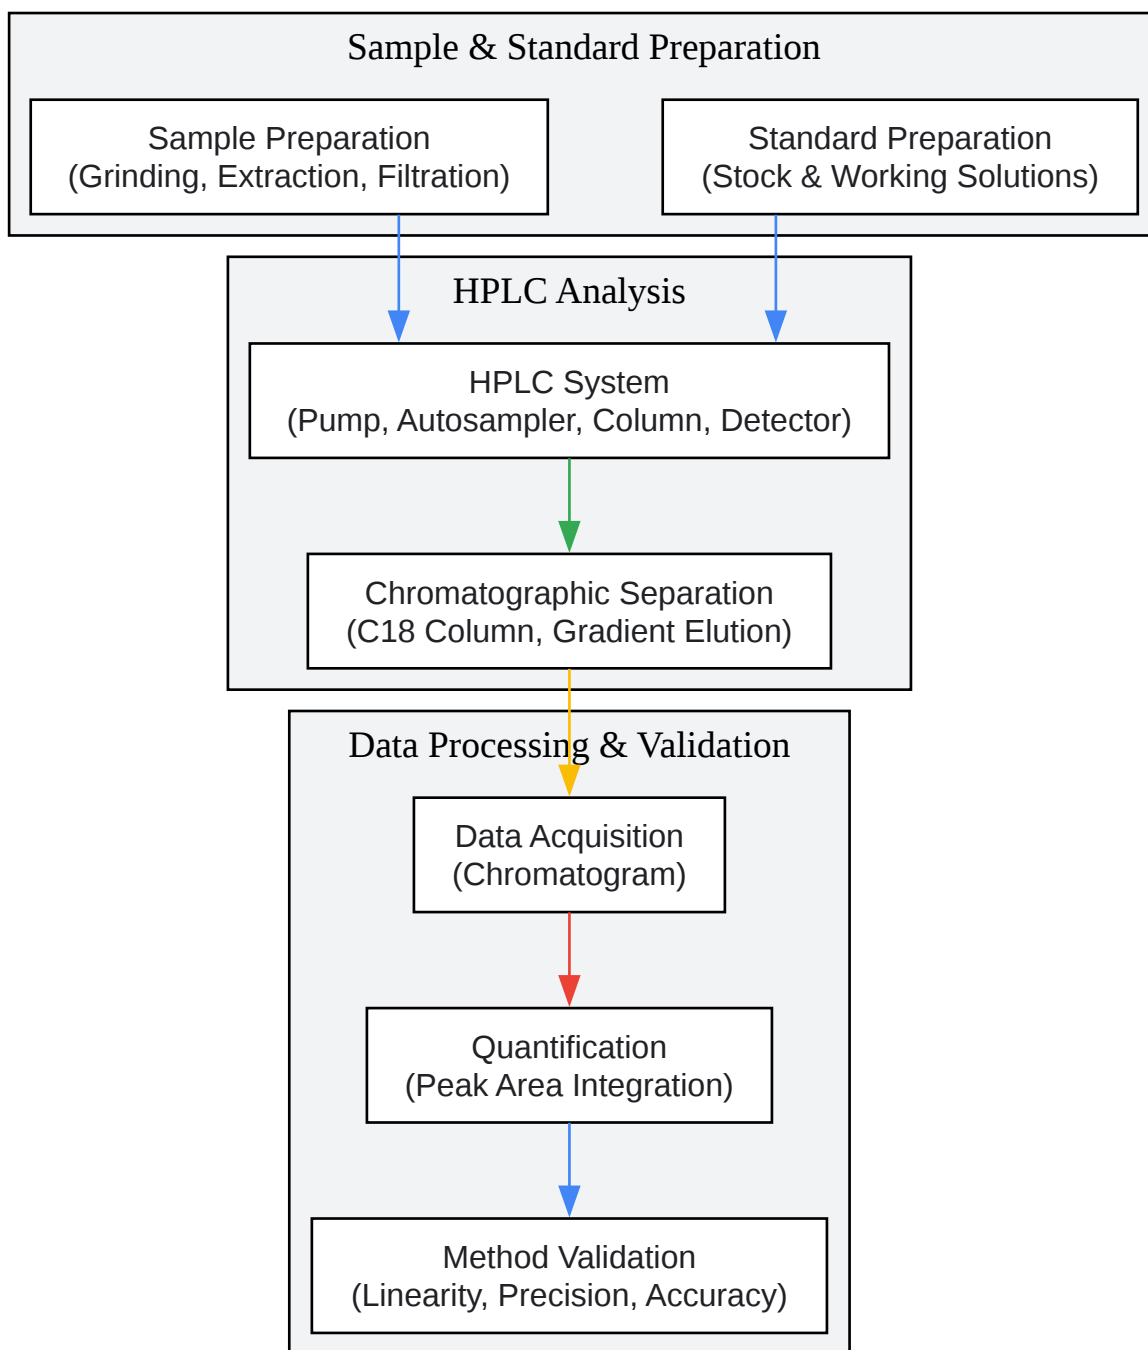 Sample & Standard Preparation
Sample Preparation
(Grinding, Extraction, Filtration)
Standard Preparation
(Stock & Working Solutions)
HPLC Analysis
HPLC System
(Pump, Autosampler, Column, Detector)
Chromatographic Separation
(C18 Column, Gradient Elution)
Data Processing & Validation
Data Acquisition
(Chromatogram)
Quantification
(Peak Area Integration)
Method Validation
(Linearity, Precision, Accuracy)